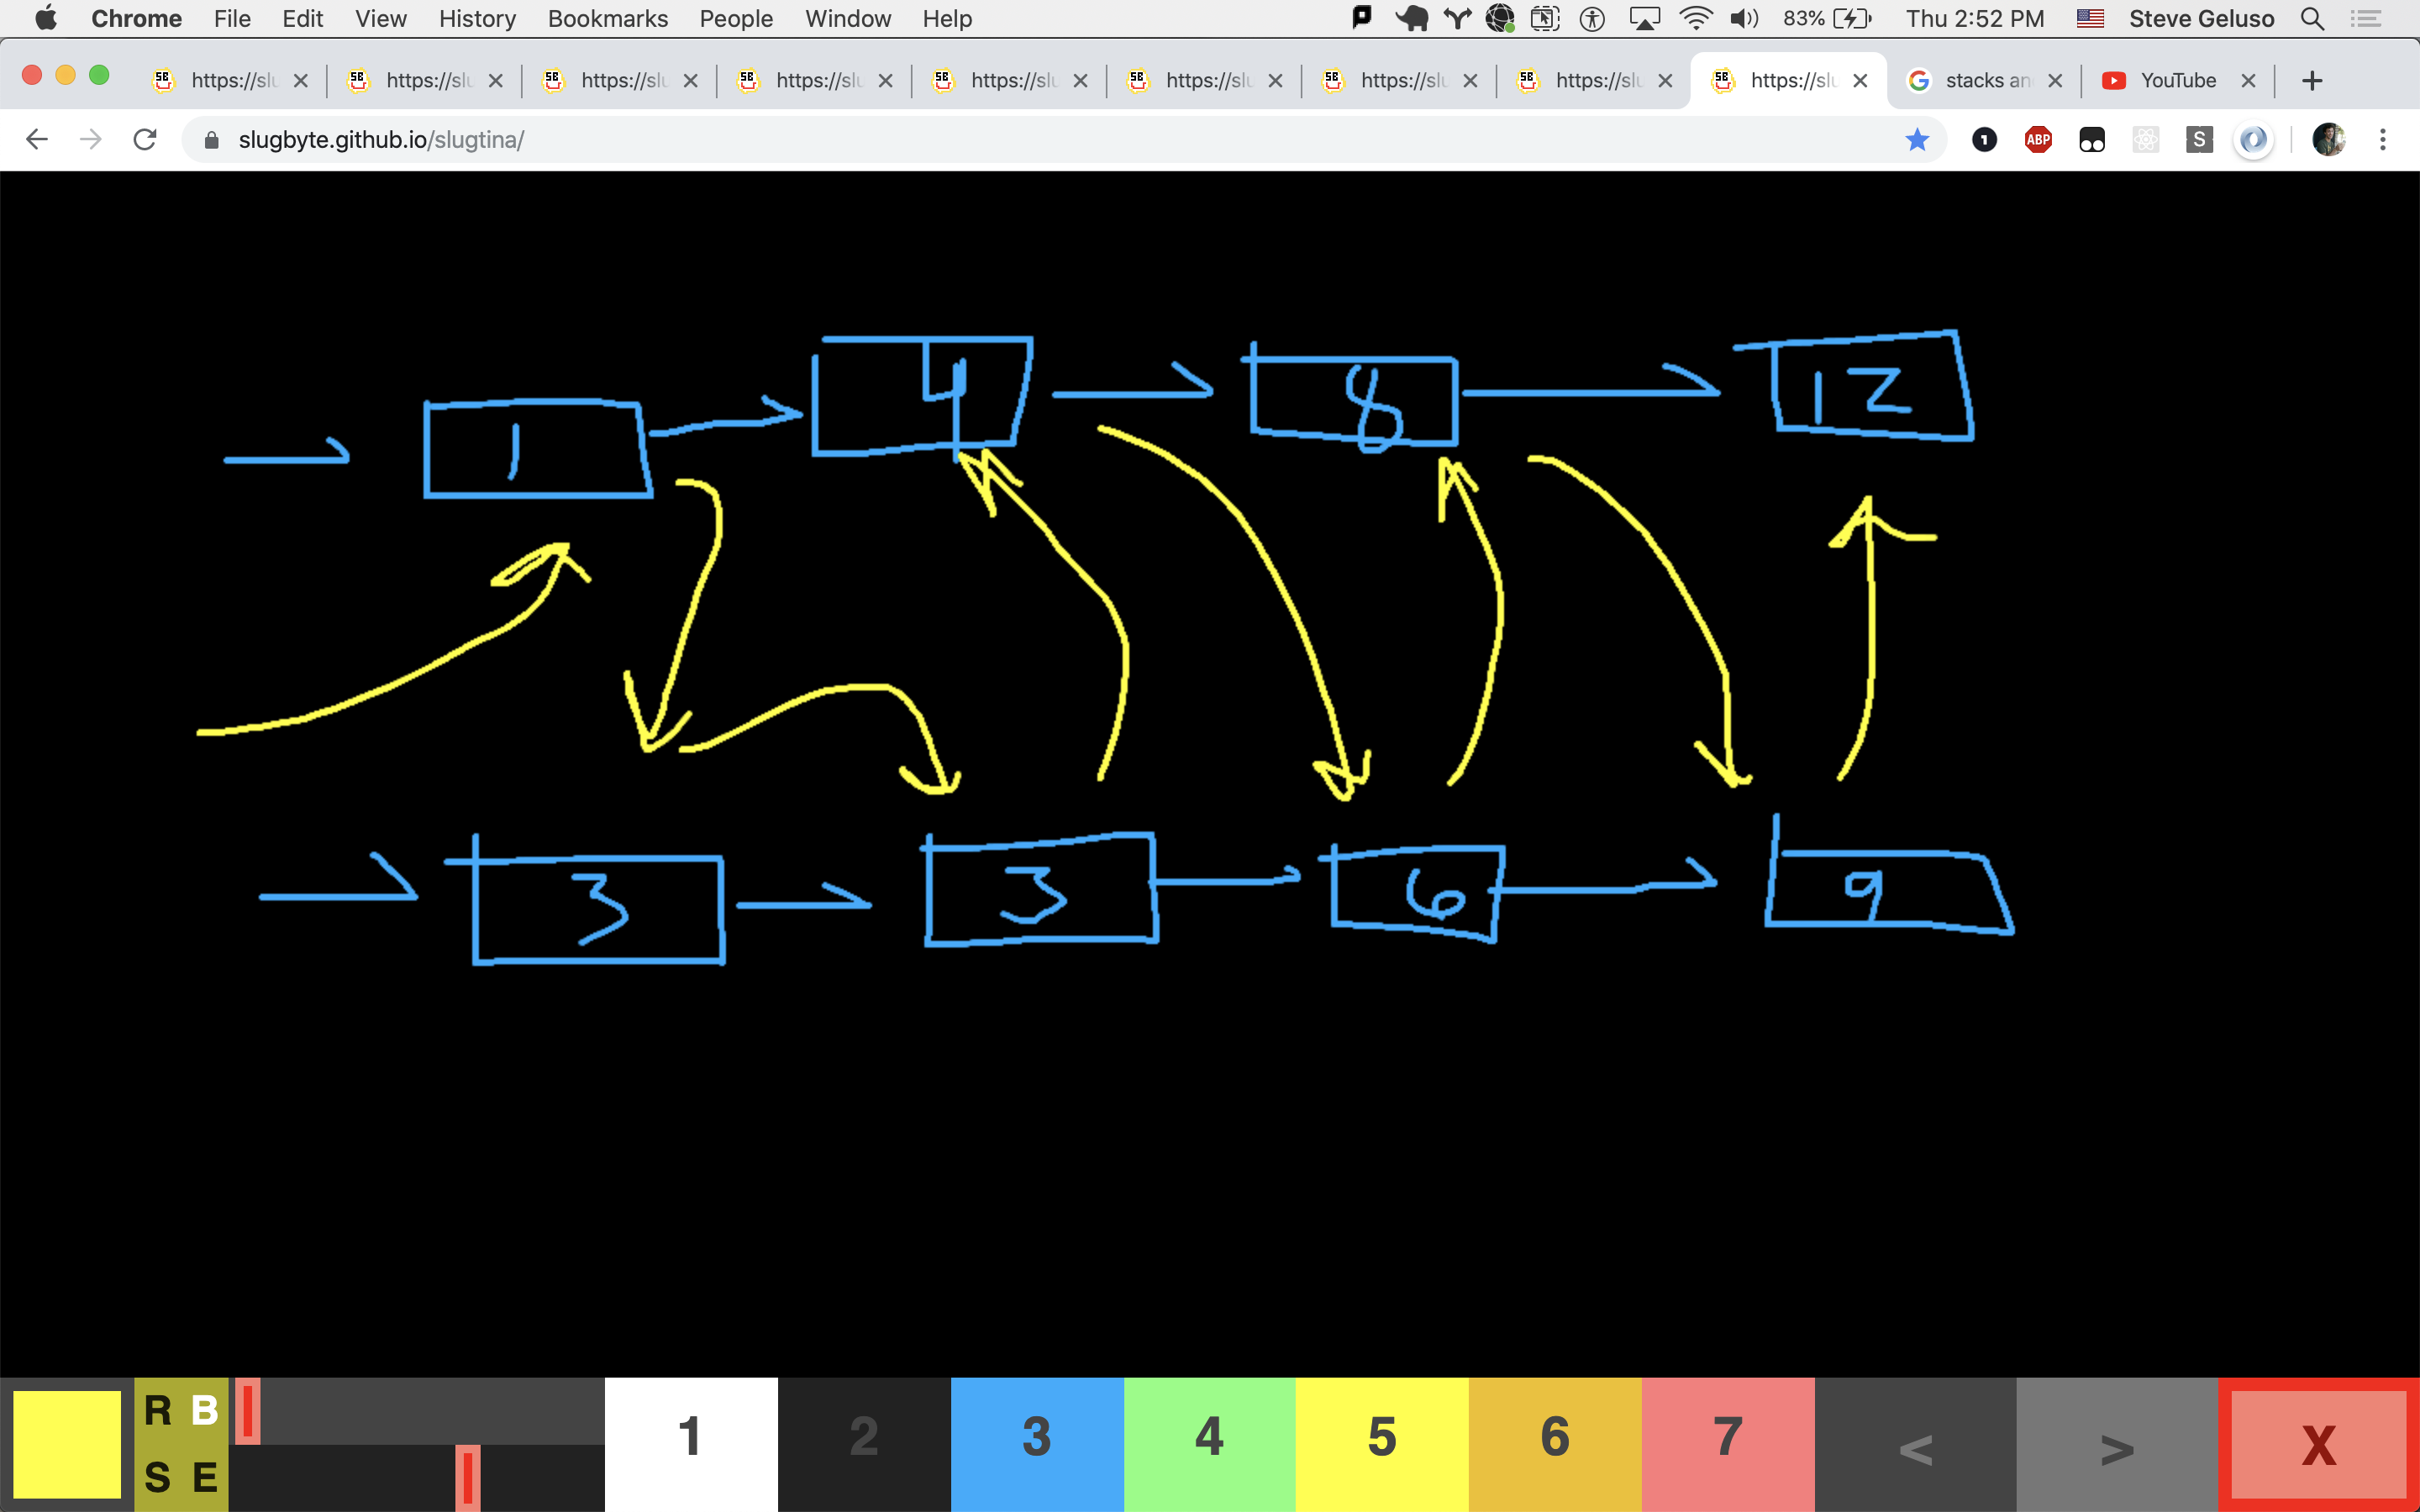 Chrome File Edit View History Bookmarks People Window Help 83% Thu 2:52 PM Steve Geluso
https://slu https://slu https://slu https://slu https://slu https://slu https://slu https://slu https://slu stacks an YouTube
slugbyte.github.io/slugtina/
1 ABP S
1 4 8 12
3 3 6 9
R B 1 2 3 4 5 6 7 < > X
S E